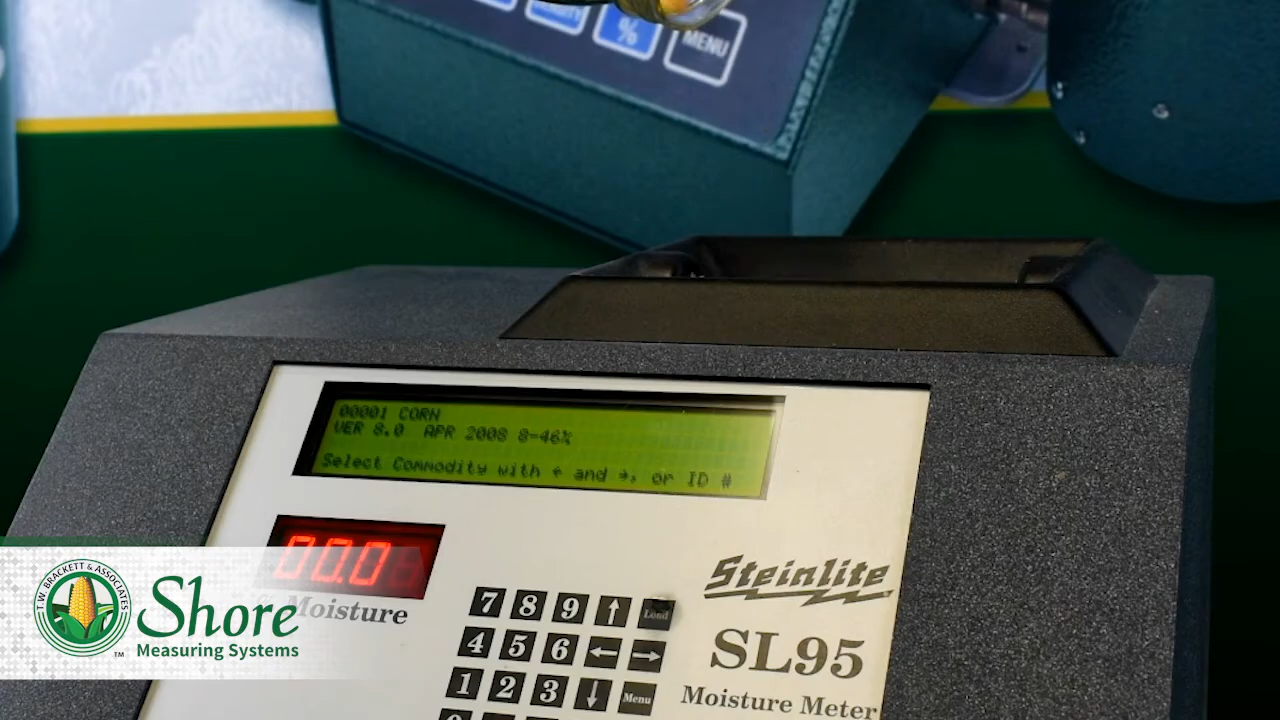 %
MENU
00001 CORN
VER 8.0 APR 2008 8-46%
Select Commodity with ← and →, or ID #
00.0
% Moisture
Steinlite
SL95
Moisture Meter
7 8 9 ↑ Load
4 5 6 ← →
1 2 3 ↓ Menu
T.W. BRACKETT & ASSOCIATES
Shore
Measuring Systems
TM